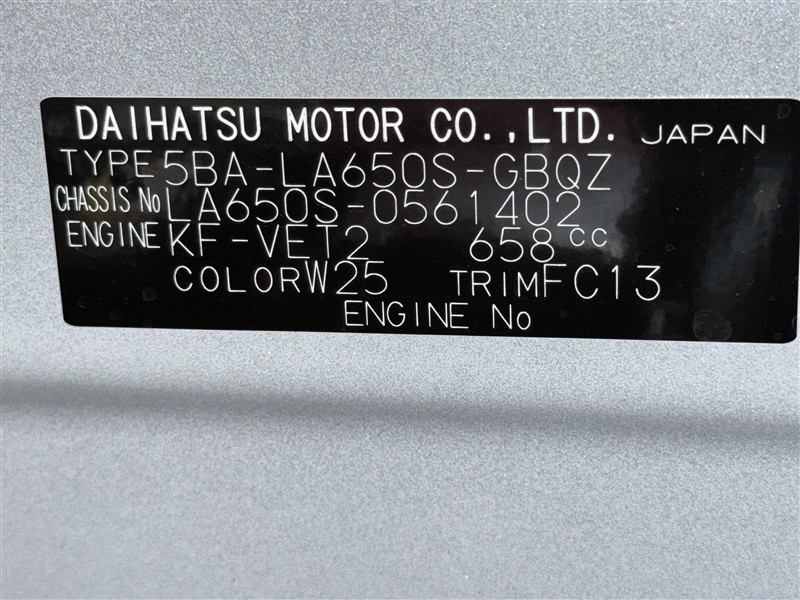 DAIHATSU MOTOR CO.,LTD. JAPAN
TYPE 5BA-LA650S-GBQZ
CHASSIS No LA650S-0561402
ENGINE KF-VET2 658cc
COLOR W25 TRIM FC13
ENGINE No